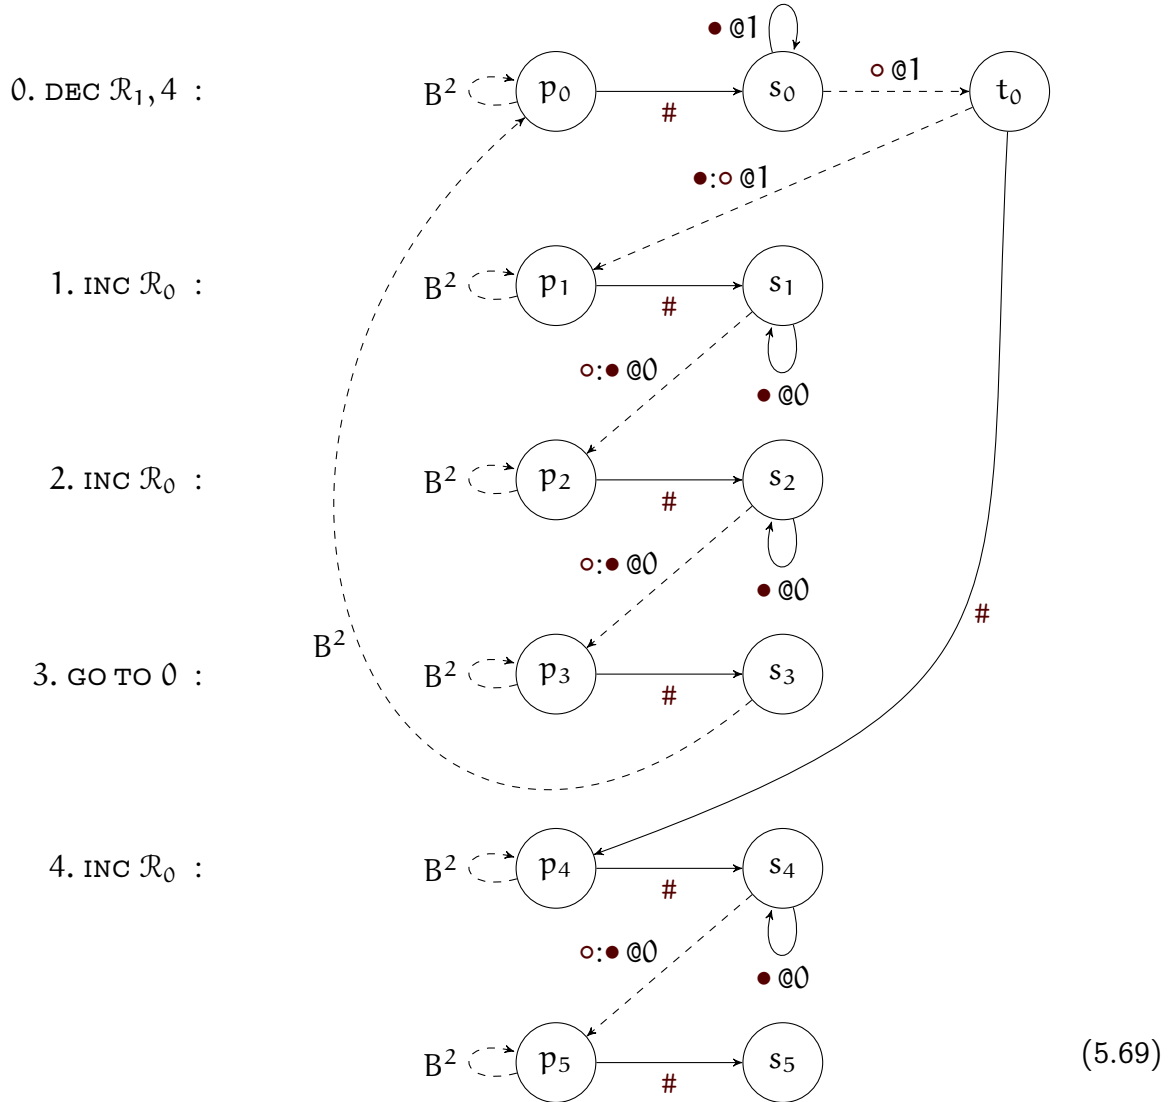 ● @1
0. DEC ℛ₁, 4 :
B²
p₀
#
s₀
○ @1
t₀
●:○ @1
1. INC ℛ₀ :
B²
p₁
#
s₁
○:● @0
● @0
2. INC ℛ₀ :
B²
p₂
#
s₂
○:● @0
● @0
#
B²
3. GO TO 0 :
B²
p₃
#
s₃
4. INC ℛ₀ :
B²
p₄
#
s₄
○:● @0
● @0
B²
p₅
#
s₅
(5.69)